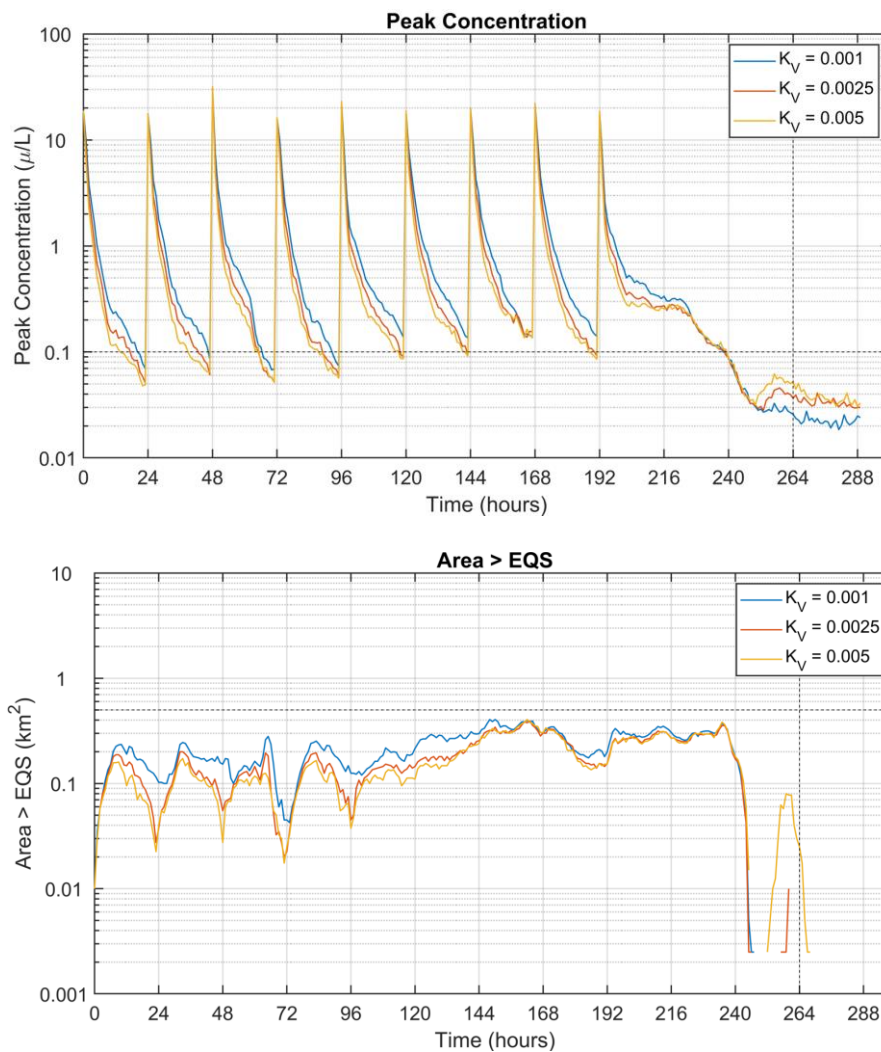 Peak Concentration
100
10
1
0.1
0.01
Peak Concentration (μ/L)
K_V = 0.001
K_V = 0.0025
K_V = 0.005
0 24 48 72 96 120 144 168 192 216 240 264 288
Time (hours)
Area > EQS
10
1
0.1
0.01
0.001
Area > EQS (km²)
K_V = 0.001
K_V = 0.0025
K_V = 0.005
0 24 48 72 96 120 144 168 192 216 240 264 288
Time (hours)